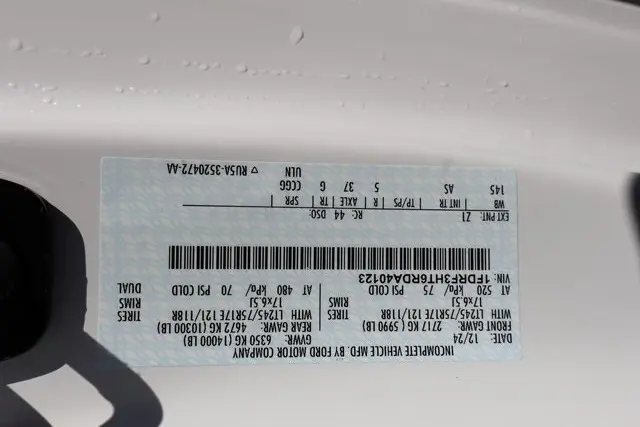 INCOMPLETE VEHICLE MFD. BY FORD MOTOR COMPANY
12/24 GVWR: 6350 KG (14000 LB)
FRONT GAWR: 2717 KG ( 5990 LB) REAR GAWR: 4672 KG (10300 LB)
WITH LT245/75R17E 121/118R TIRES WITH LT245/75R17E 121/118R TIRES
17x6.5J RIMS 17x6.5J RIMS
AT 520 kPa/ 75 PSI COLD AT 480 kPa/ 70 PSI COLD DUAL
VIN: 1FDRF3HT6RDA40123
EXT PNT: Z1 RC: 44 DSO:
WB | INT TR | TP/PS | R | AXLE | TR | SPR
145 AS 5 37 G CCGG
ULN ▽ RU5A-3520472-AA